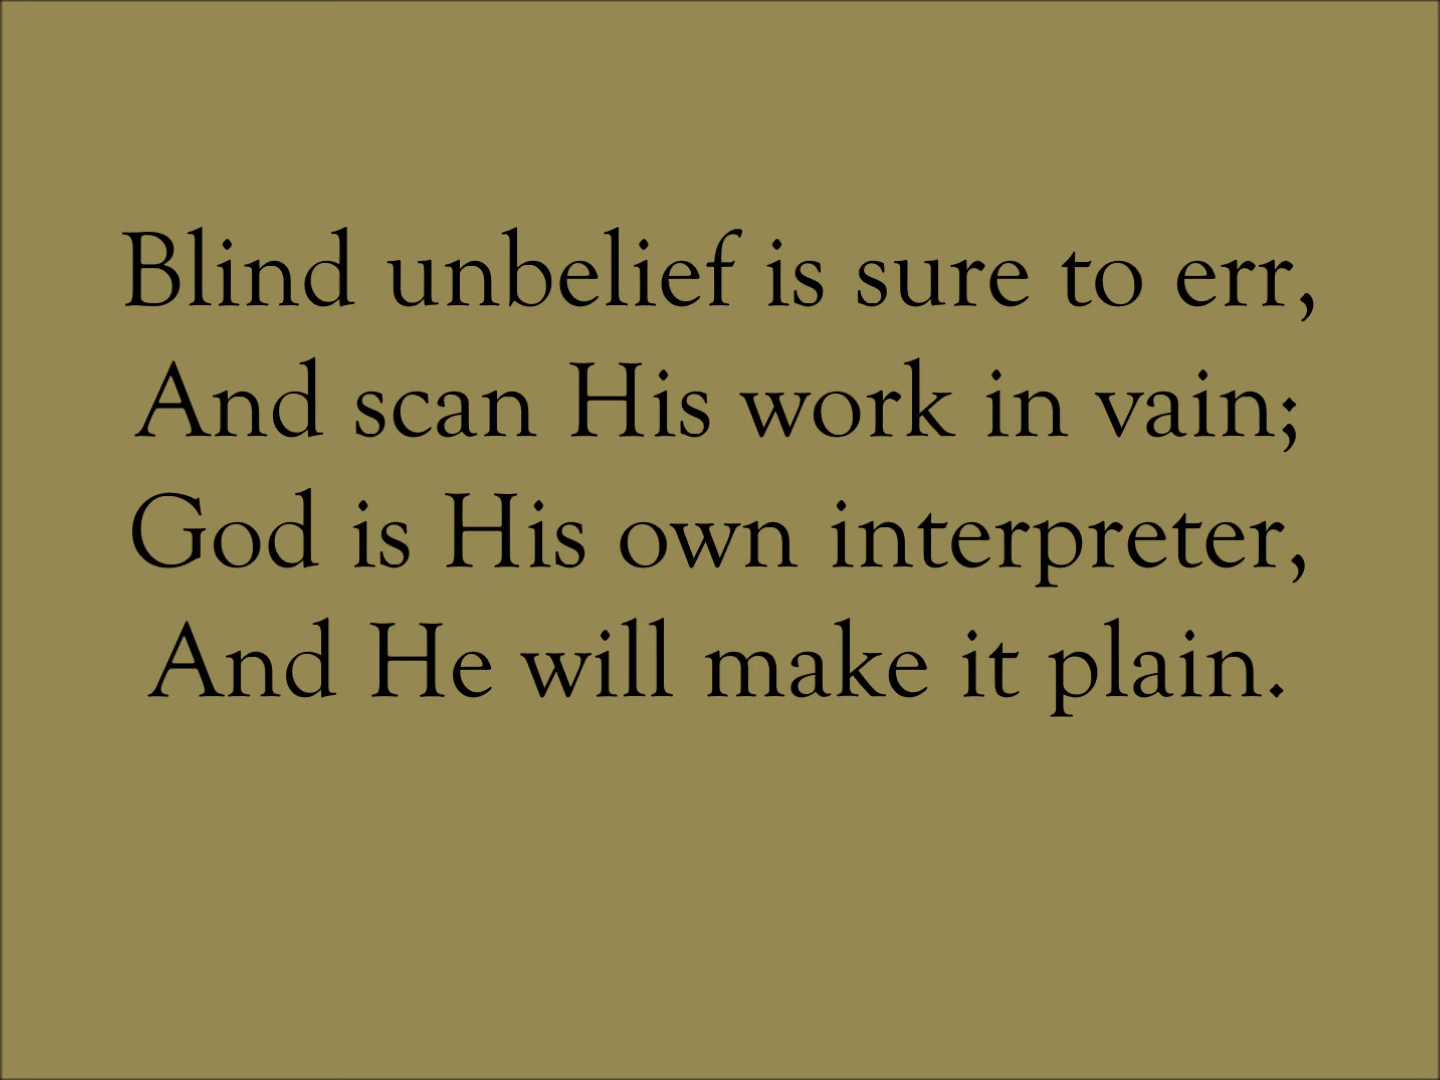 Blind unbelief is sure to err,
And scan His work in vain;
God is His own interpreter,
And He will make it plain.